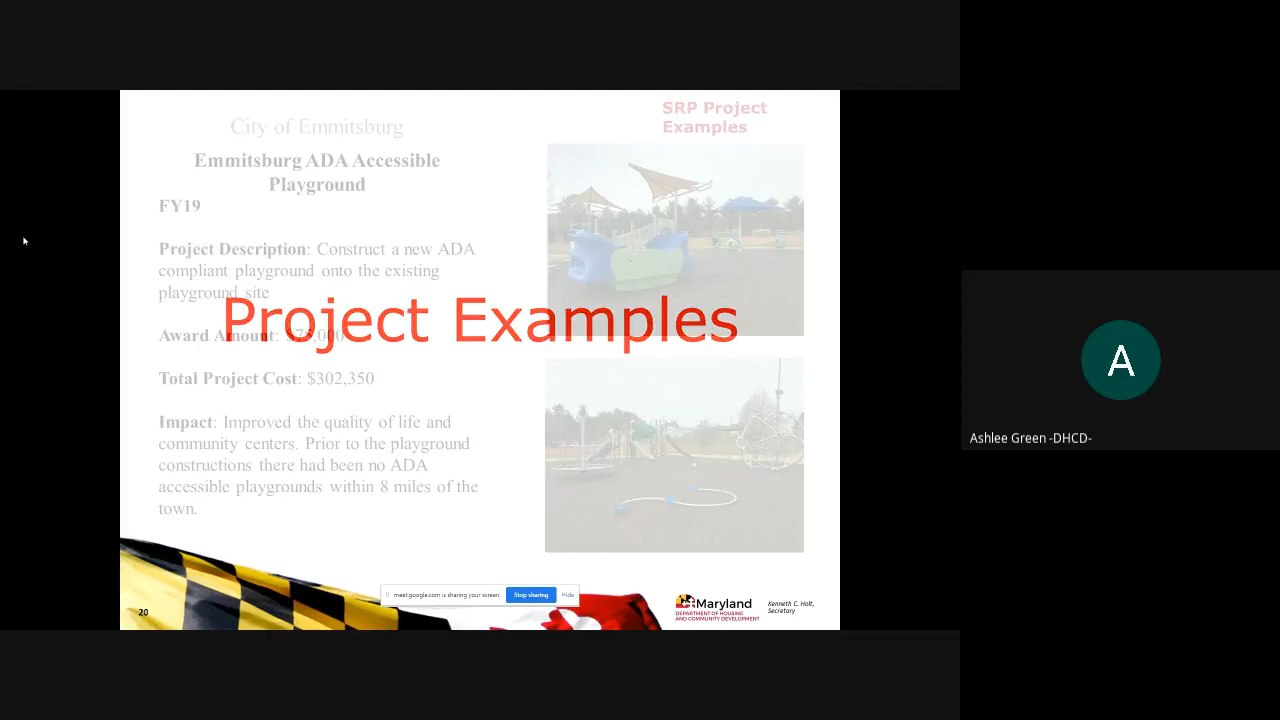 SRP Project
Examples
City of Emmitsburg
Emmitsburg ADA Accessible
Playground
FY19
Project Description: Construct a new ADA
compliant playground onto the existing
playground site
Project Examples
Award Amount: $75,000
Total Project Cost: $302,350
Impact: Improved the quality of life and
community centers. Prior to the playground
constructions there had been no ADA
accessible playgrounds within 8 miles of the
town.
meet.google.com is sharing your screen.
Stop sharing
Hide
20
Maryland
DEPARTMENT OF HOUSING
AND COMMUNITY DEVELOPMENT
Kenneth C. Holt,
Secretary
A
Ashlee Green -DHCD-